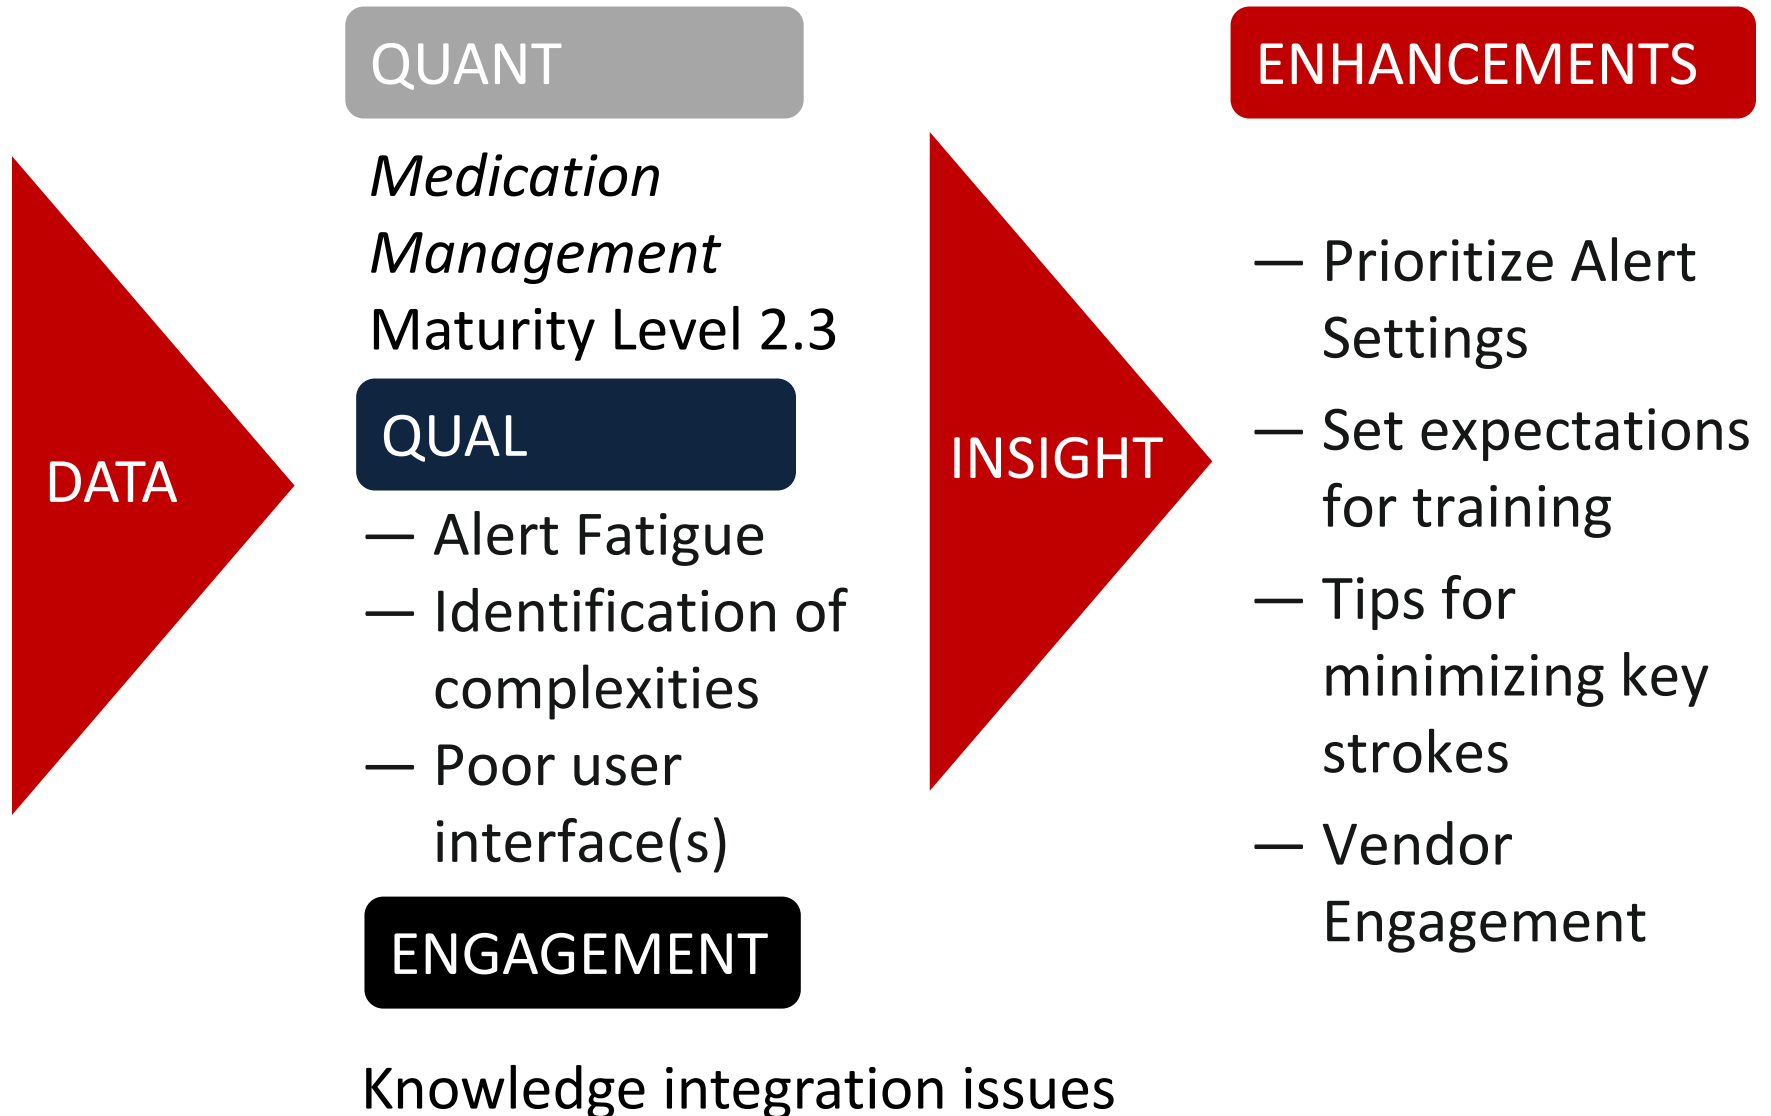 DATA
QUANT
Medication
Management
Maturity Level 2.3
QUAL
— Alert Fatigue
— Identification of
complexities
— Poor user
interface(s)
ENGAGEMENT
Knowledge integration issues
INSIGHT
ENHANCEMENTS
— Prioritize Alert
Settings
— Set expectations
for training
— Tips for
minimizing key
strokes
— Vendor
Engagement